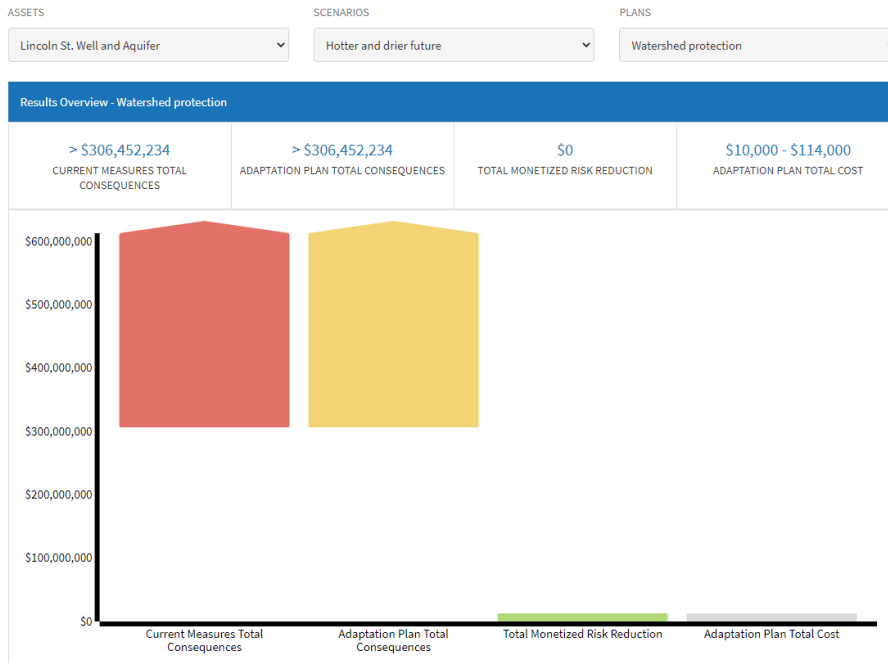 ASSETS
SCENARIOS
PLANS
Lincoln St. Well and Aquifer
Hotter and drier future
Watershed protection
Results Overview - Watershed protection
> $306,452,234
CURRENT MEASURES TOTAL
CONSEQUENCES
> $306,452,234
ADAPTATION PLAN TOTAL CONSEQUENCES
$0
TOTAL MONETIZED RISK REDUCTION
$10,000 - $114,000
ADAPTATION PLAN TOTAL COST
$600,000,000
$500,000,000
$400,000,000
$300,000,000
$200,000,000
$100,000,000
$0
Current Measures Total
Consequences
Adaptation Plan Total
Consequences
Total Monetized Risk Reduction
Adaptation Plan Total Cost